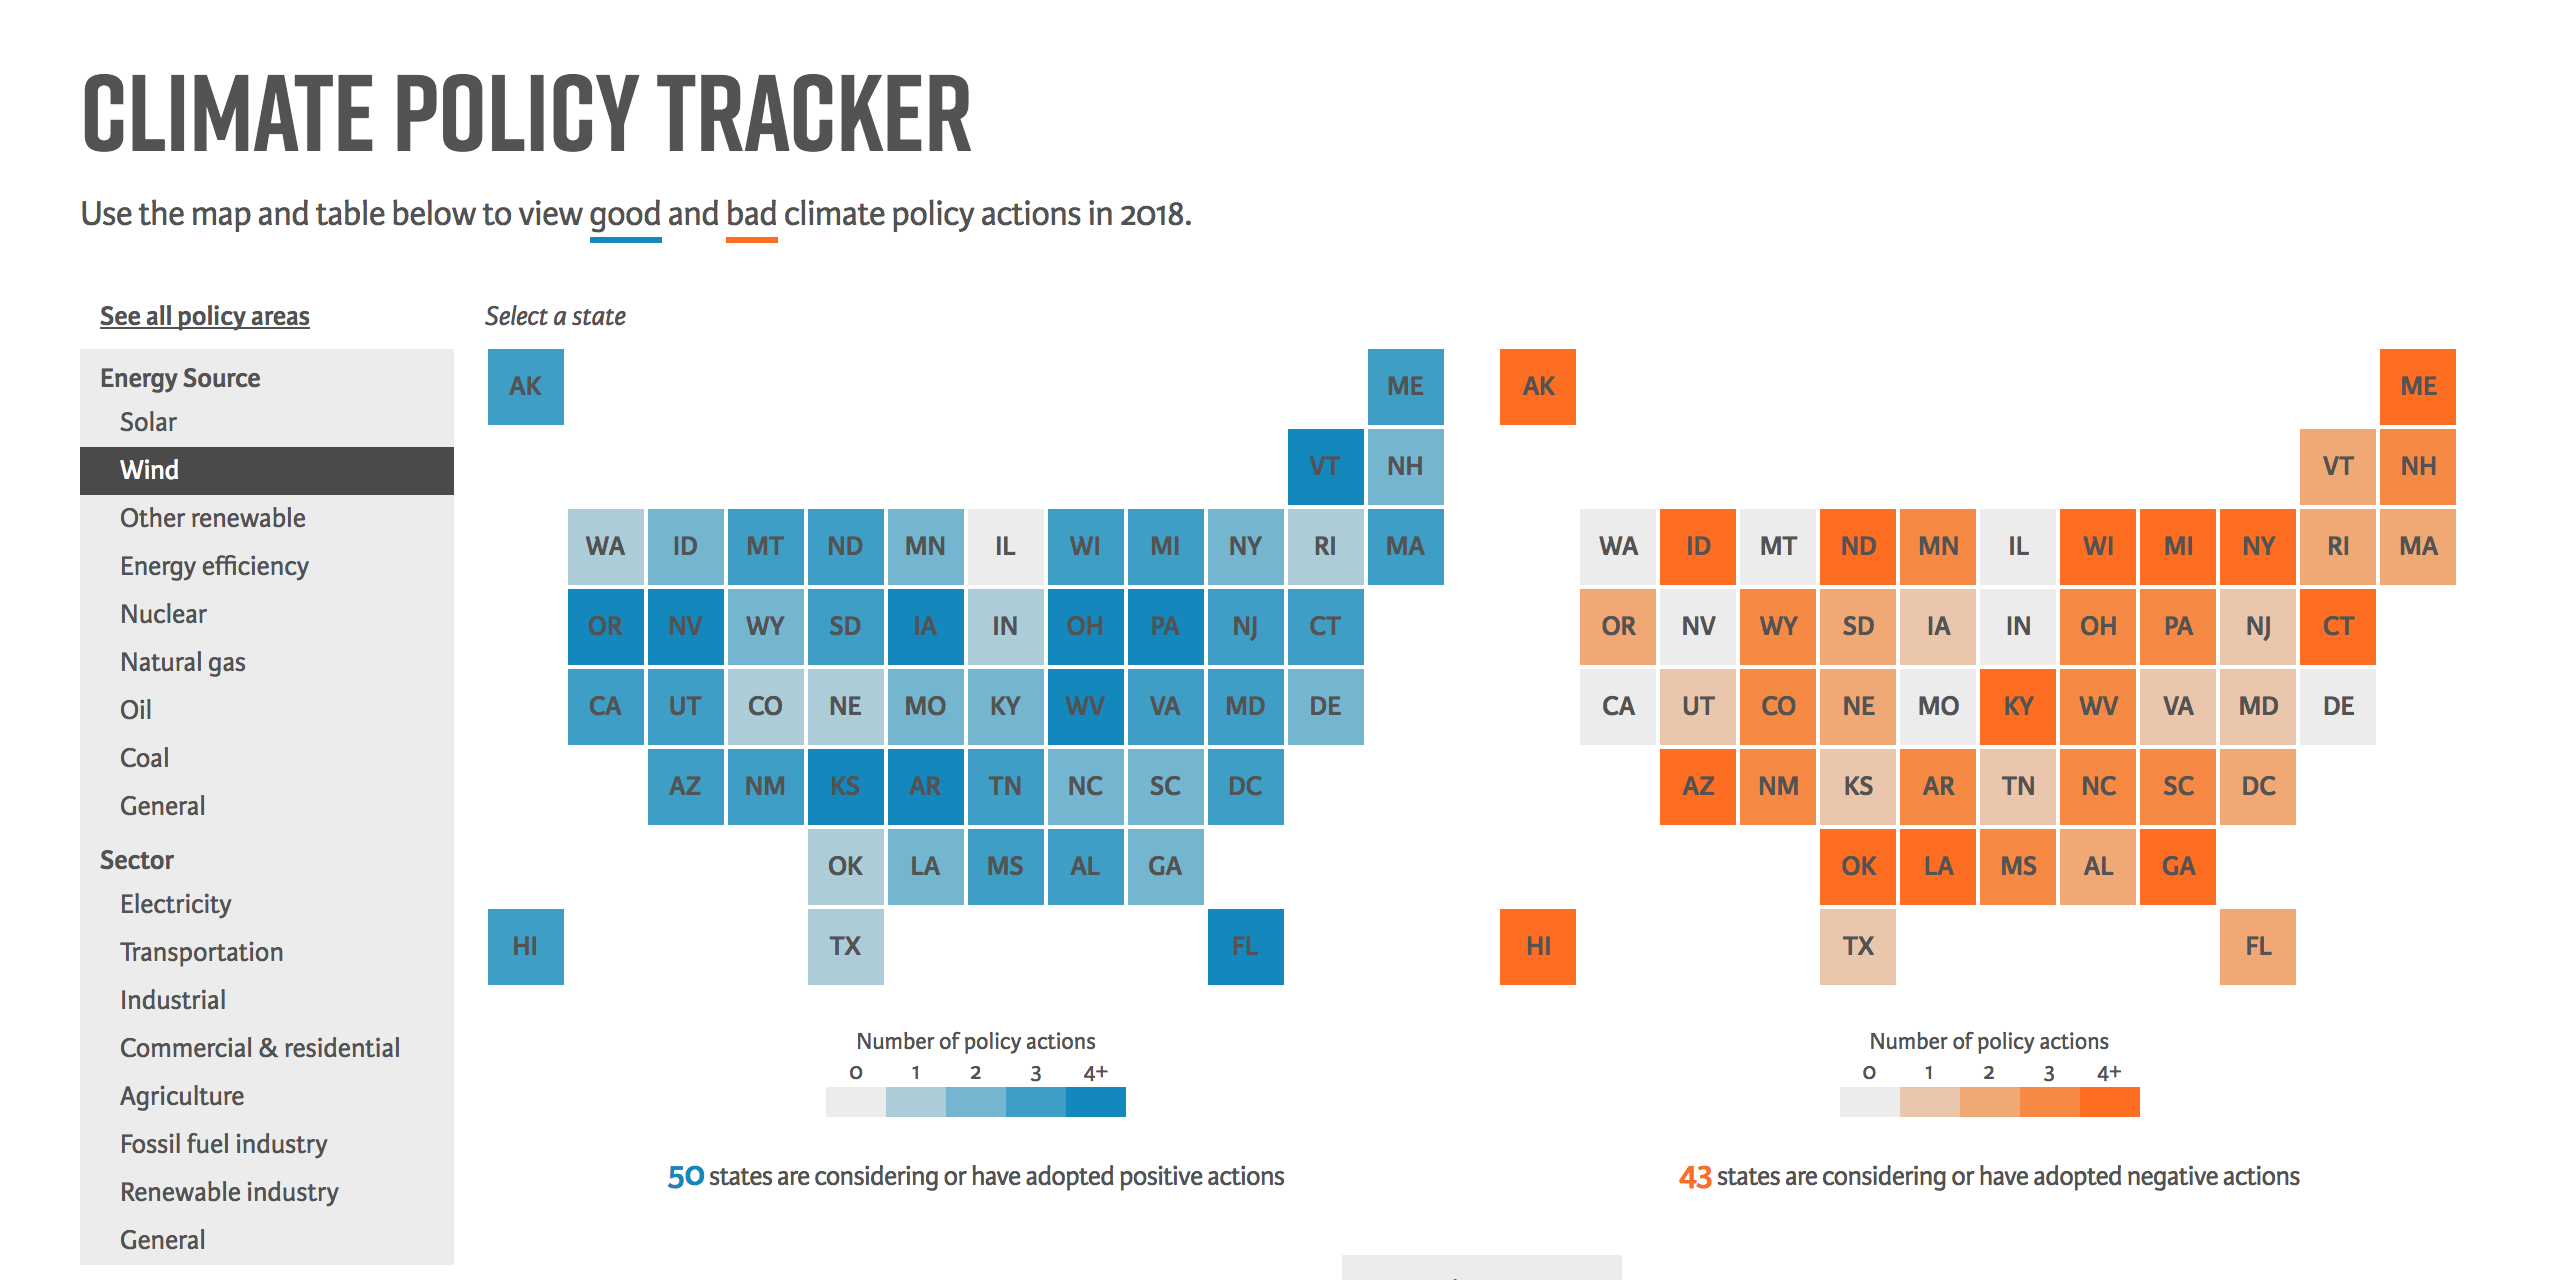 CLIMATE POLICY TRACKER
Use the map and table below to view good and bad climate policy actions in 2018.
See all policy areas
Energy Source
Solar
Wind
Other renewable
Energy efficiency
Nuclear
Natural gas
Oil
Coal
General
Sector
Electricity
Transportation
Industrial
Commercial & residential
Agriculture
Fossil fuel industry
Renewable industry
General
Select a state
AK ME
VT NH
WA ID MT ND MN IL WI MI NY RI MA
OR NV WY SD IA IN OH PA NJ CT
CA UT CO NE MO KY WV VA MD DE
AZ NM KS AR TN NC SC DC
OK LA MS AL GA
HI TX FL
Number of policy actions
0 1 2 3 4+
50 states are considering or have adopted positive actions
AK ME
VT NH
WA ID MT ND MN IL WI MI NY RI MA
OR NV WY SD IA IN OH PA NJ CT
CA UT CO NE MO KY WV VA MD DE
AZ NM KS AR TN NC SC DC
OK LA MS AL GA
HI TX FL
Number of policy actions
0 1 2 3 4+
43 states are considering or have adopted negative actions